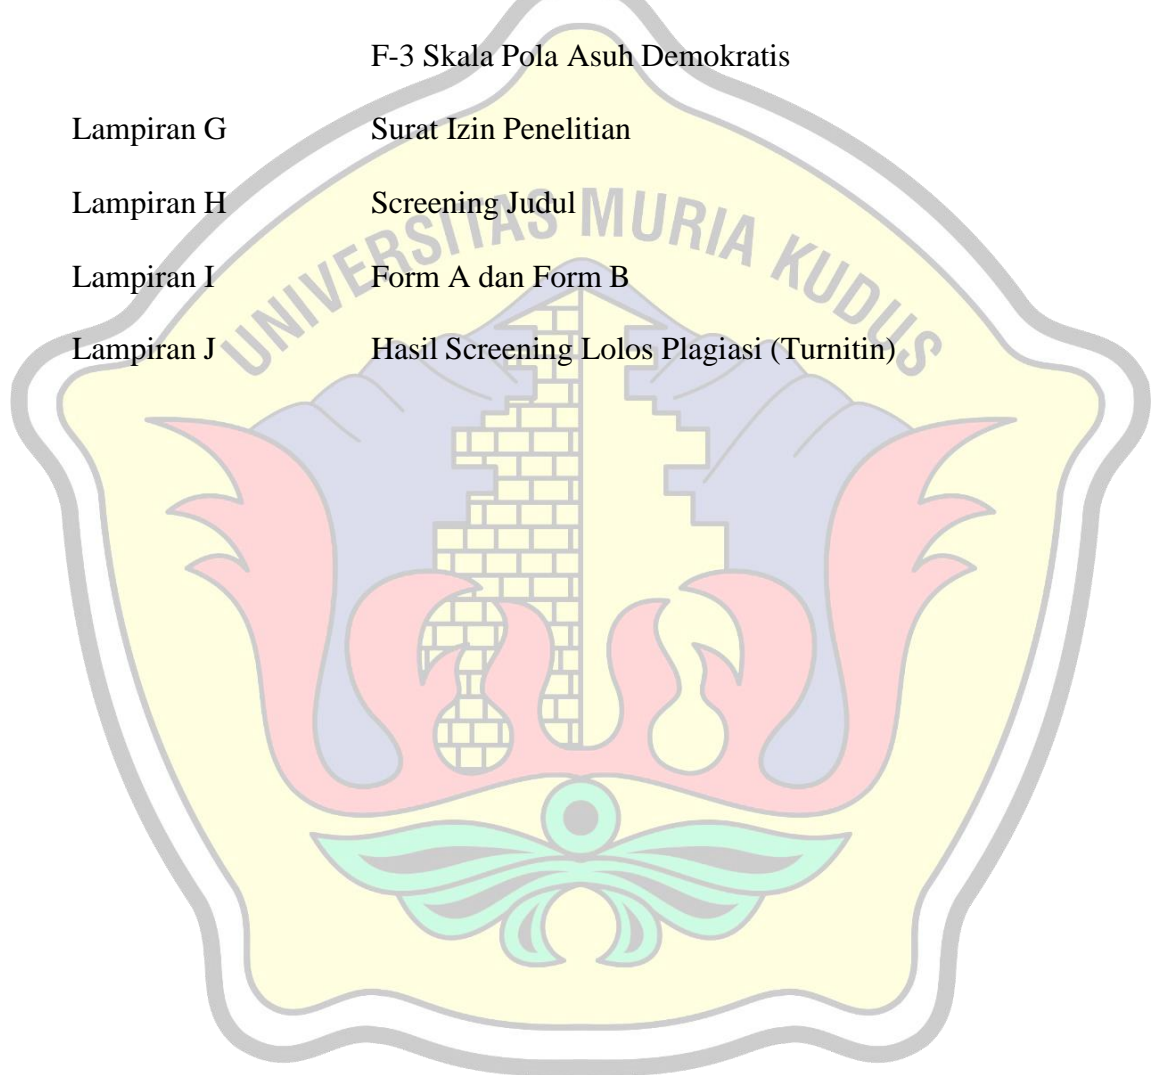 F-3 Skala Pola Asuh Demokratis
Lampiran G Surat Izin Penelitian
Lampiran H Screening Judul
UNIVERSITAS MURIA KUDUS
Lampiran I Form A dan Form B
Lampiran J Hasil Screening Lolos Plagiasi (Turnitin)